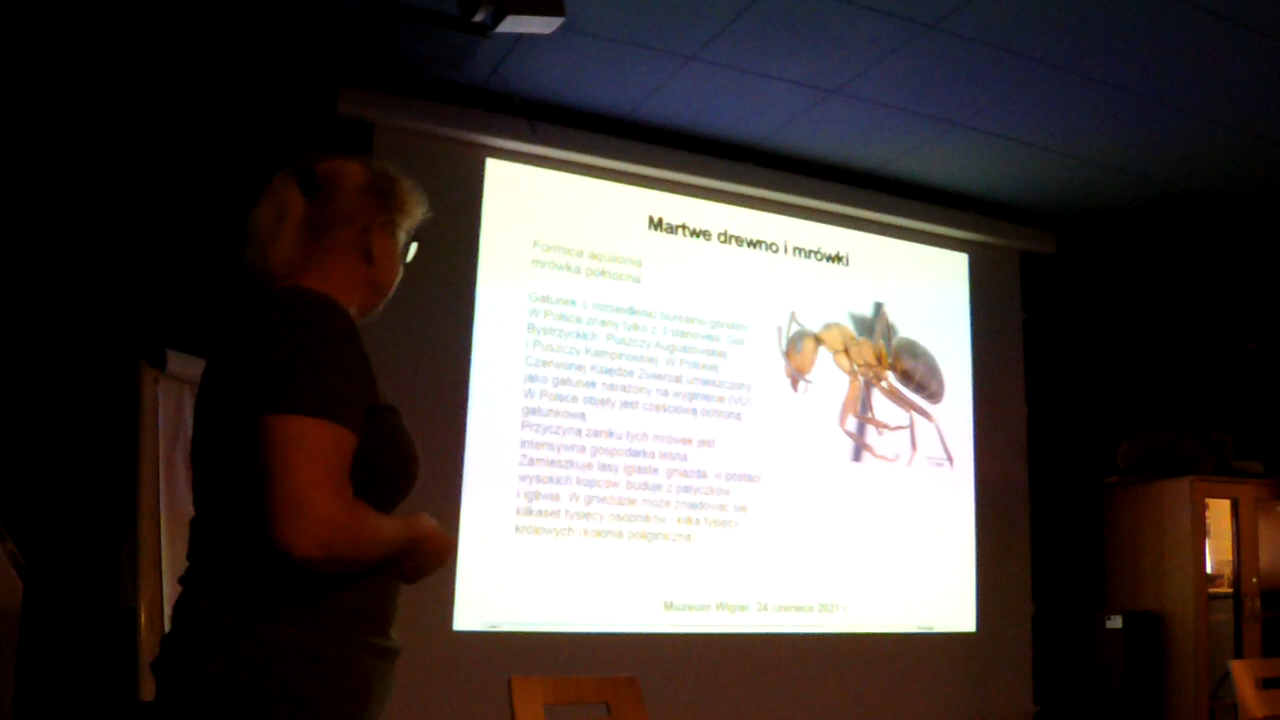 Martwe drewno i mrówki
Formica aquilonia
mrówka północna
Gatunek o rozsiedleniu borealno-górskim.
W Polsce znany tylko z 3 stanowisk: Gór
Bystrzyckich, Puszczy Augustowskiej
i Puszczy Kampinoskiej. W Polskiej
Czerwonej Księdze Zwierząt umieszczony
jako gatunek narażony na wyginięcie (VU).
W Polsce objęty jest częściową ochroną
gatunkową.
Przyczyną zaniku tych mrówek jest
intensywna gospodarka leśna.
Zamieszkuje lasy iglaste, gniazda, w postaci
wysokich kopców, buduje z patyczków
i igliwia. W gnieździe może znajdować się
kilkaset tysięcy osobników i kilka tysięcy
królowych (kolonia poliginiczna).
Muzeum Wigier, 24 czerwca 2021 r.